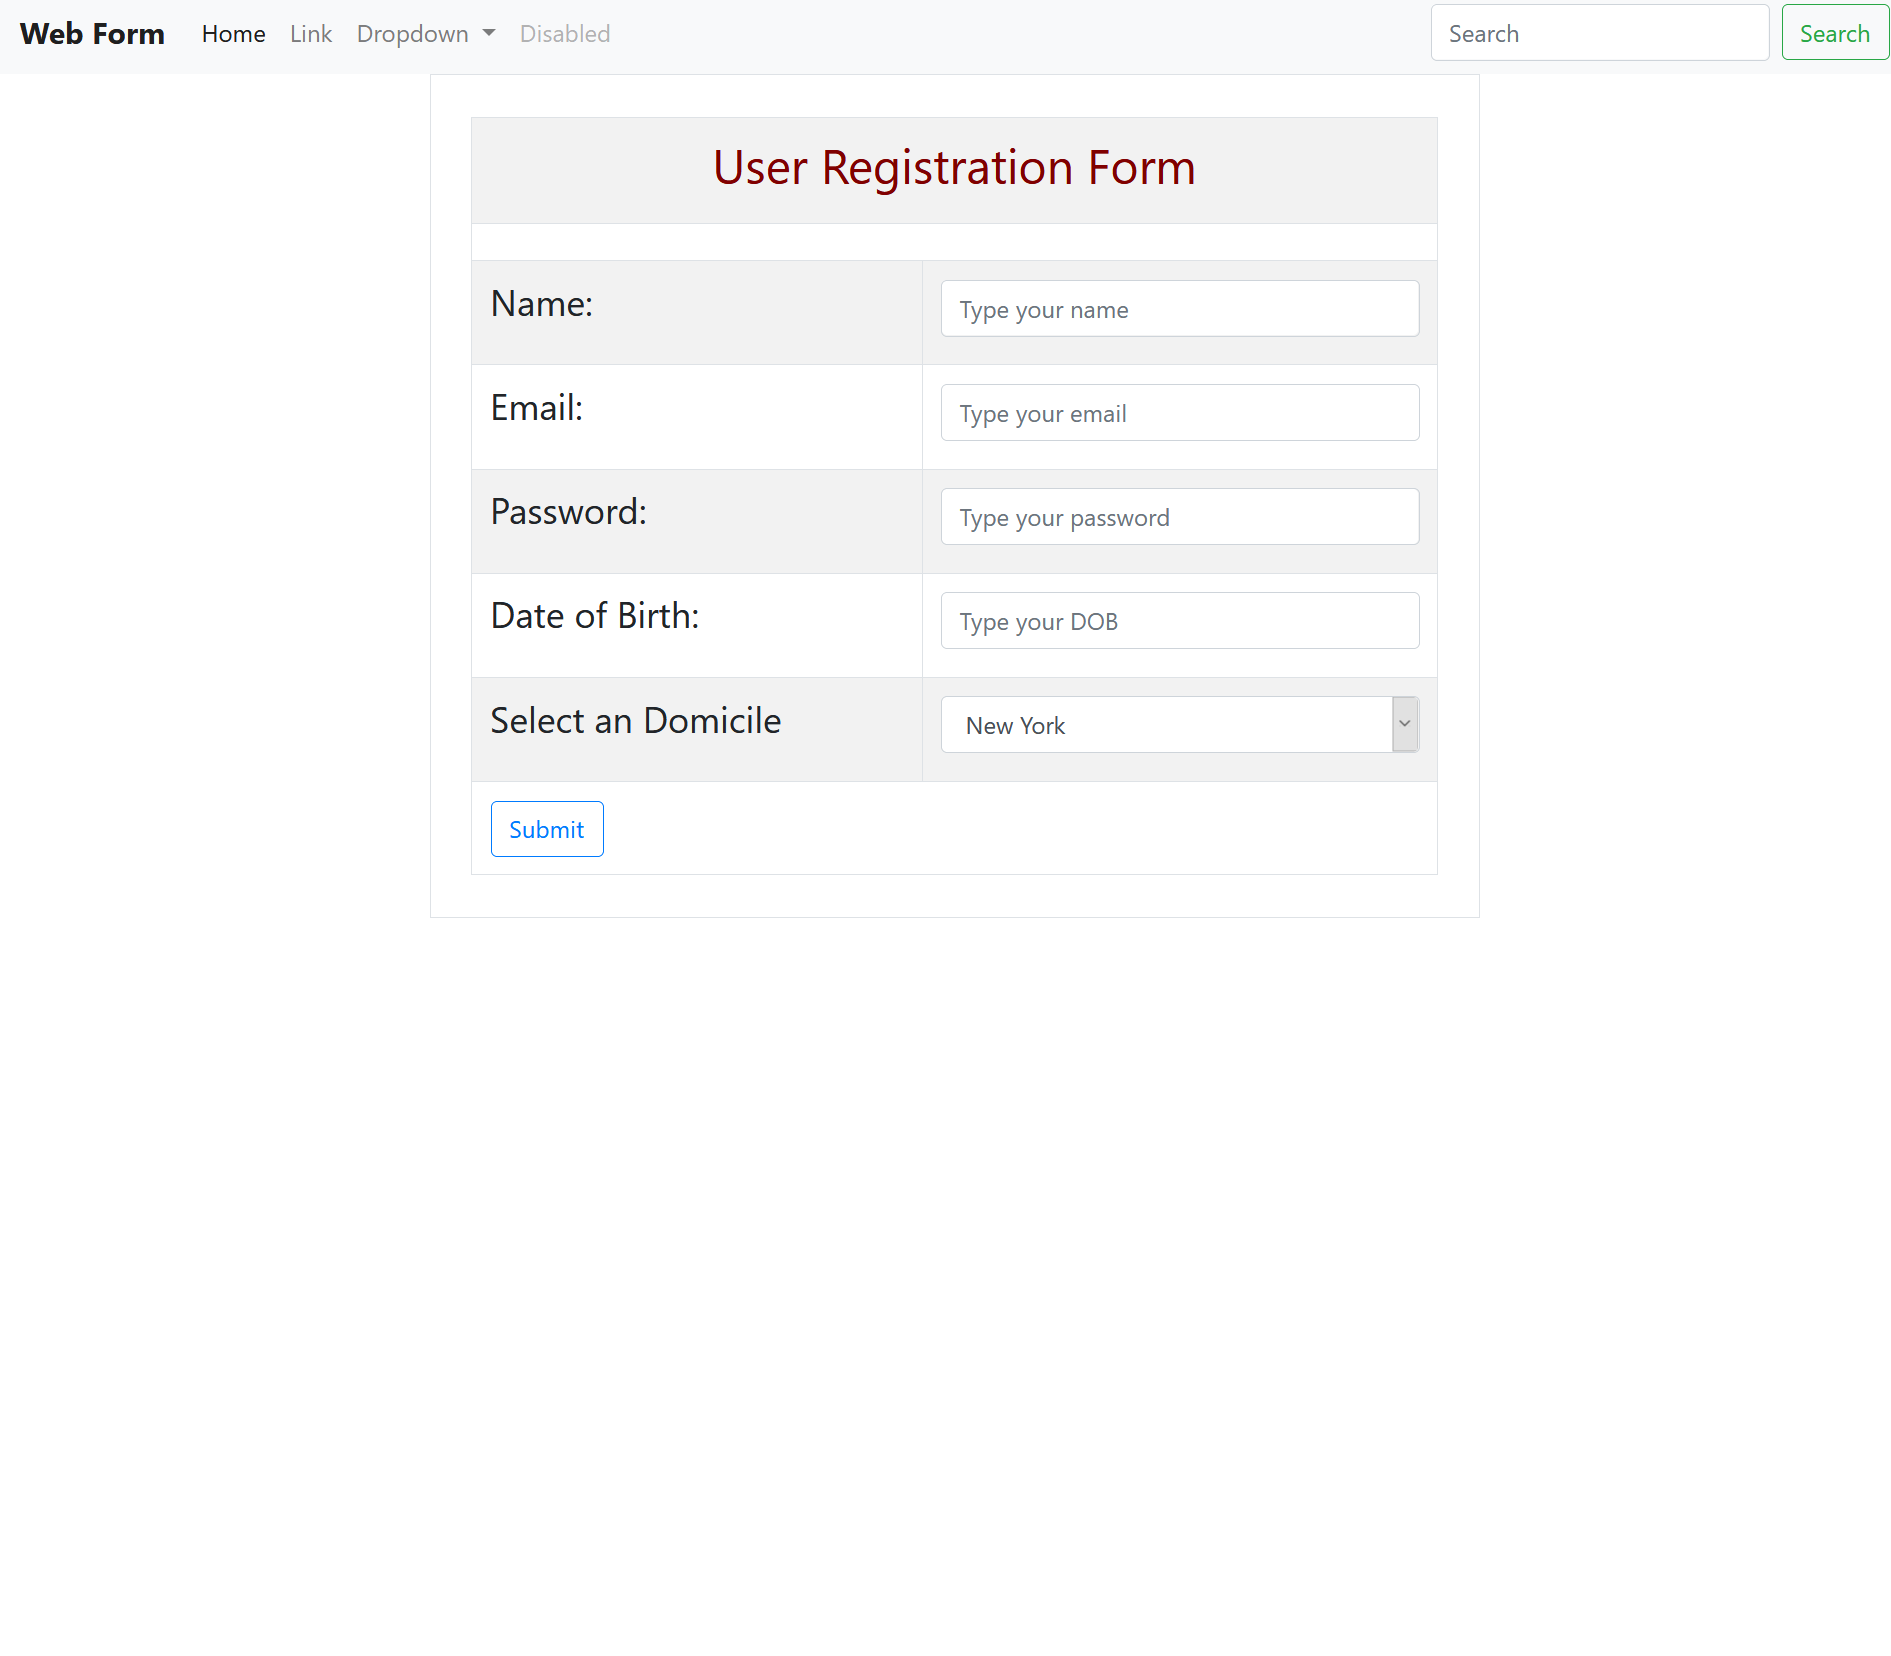 Web Form Home Link Dropdown Disabled Search Search
User Registration Form
Name: Type your name
Email: Type your email
Password: Type your password
Date of Birth: Type your DOB
Select an Domicile New York
Submit